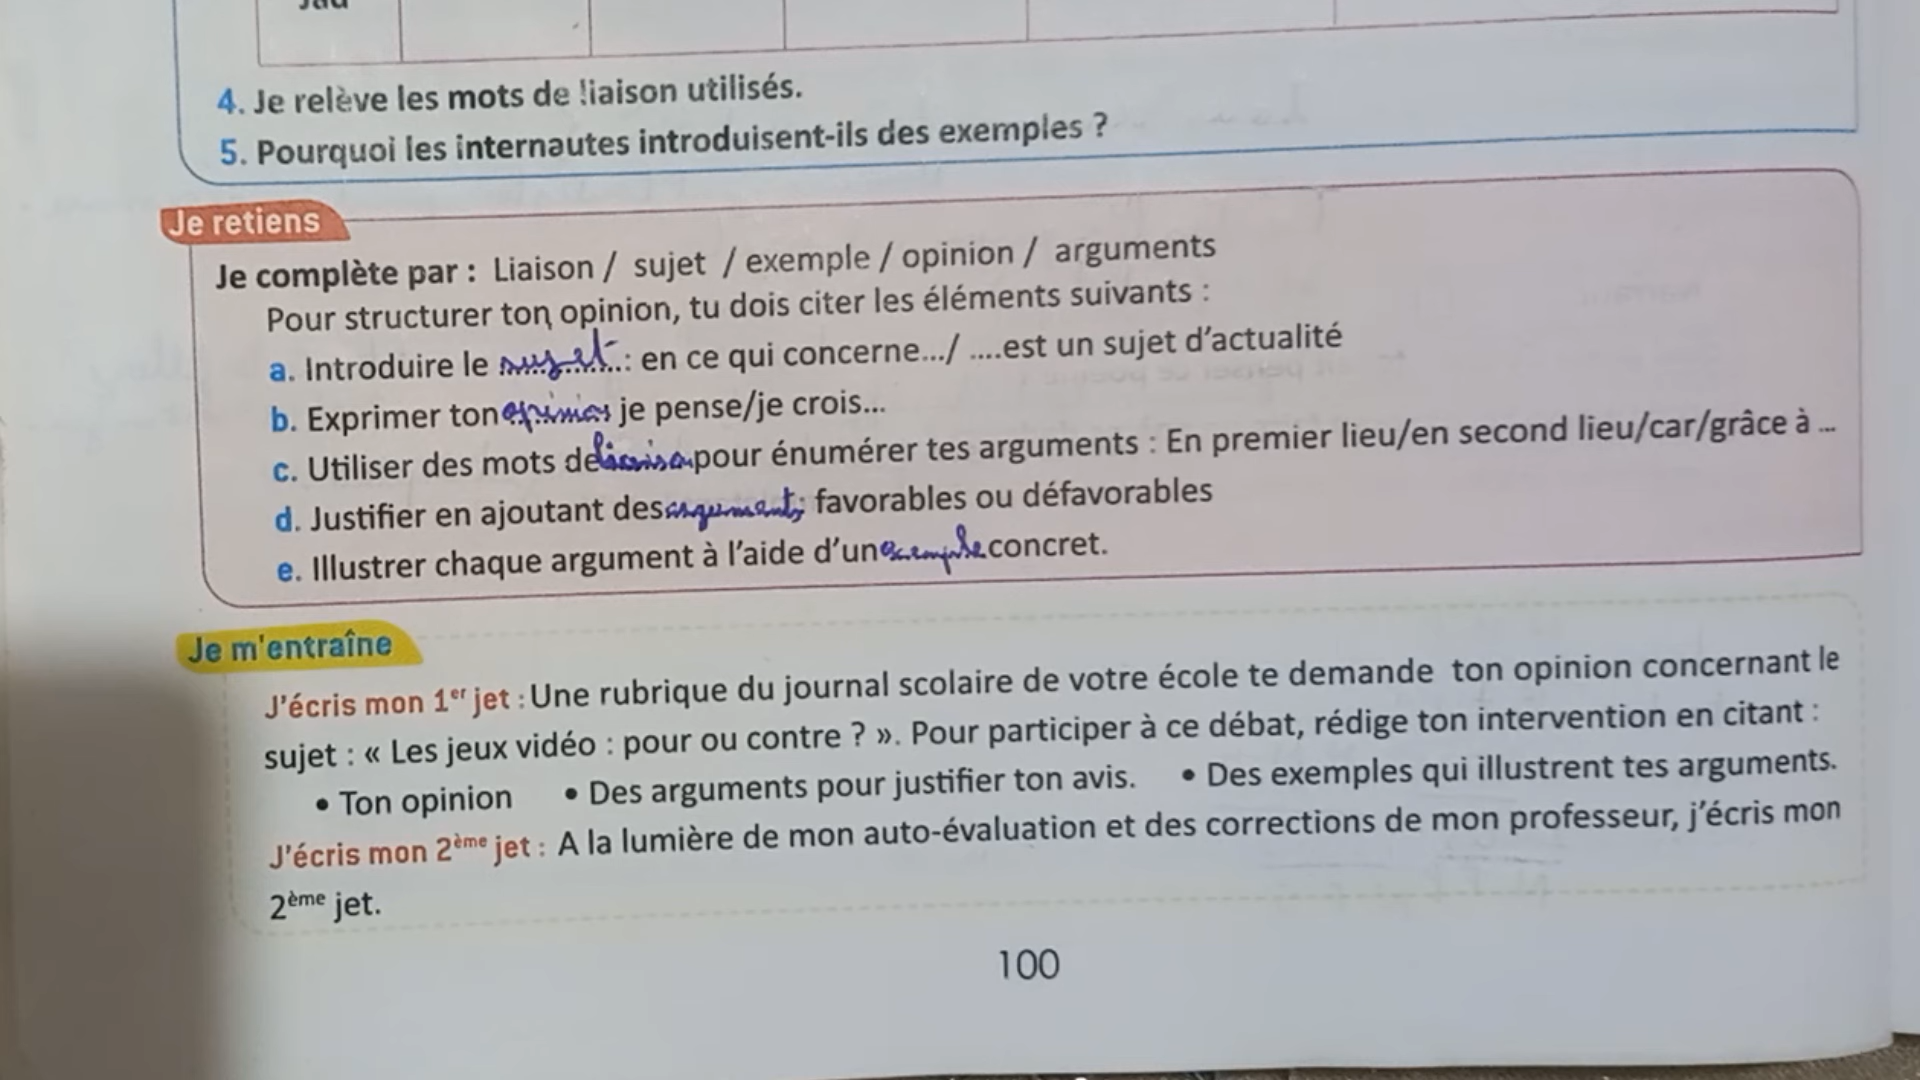 4. Je relève les mots de liaison utilisés.
5. Pourquoi les internautes introduisent-ils des exemples ?
Je retiens
Je complète par : Liaison / sujet / exemple / opinion / arguments
Pour structurer ton opinion, tu dois citer les éléments suivants :
a. Introduire le sujet : en ce qui concerne.../ ....est un sujet d'actualité
b. Exprimer ton opinion je pense/je crois...
c. Utiliser des mots de liaison pour énumérer tes arguments : En premier lieu/en second lieu/car/grâce à ...
d. Justifier en ajoutant des arguments favorables ou défavorables
e. Illustrer chaque argument à l'aide d'un exemple concret.
Je m'entraîne
J'écris mon 1er jet : Une rubrique du journal scolaire de votre école te demande ton opinion concernant le
sujet : « Les jeux vidéo : pour ou contre ? ». Pour participer à ce débat, rédige ton intervention en citant :
• Ton opinion • Des arguments pour justifier ton avis. • Des exemples qui illustrent tes arguments.
J'écris mon 2ème jet : A la lumière de mon auto-évaluation et des corrections de mon professeur, j'écris mon
2ème jet.
100